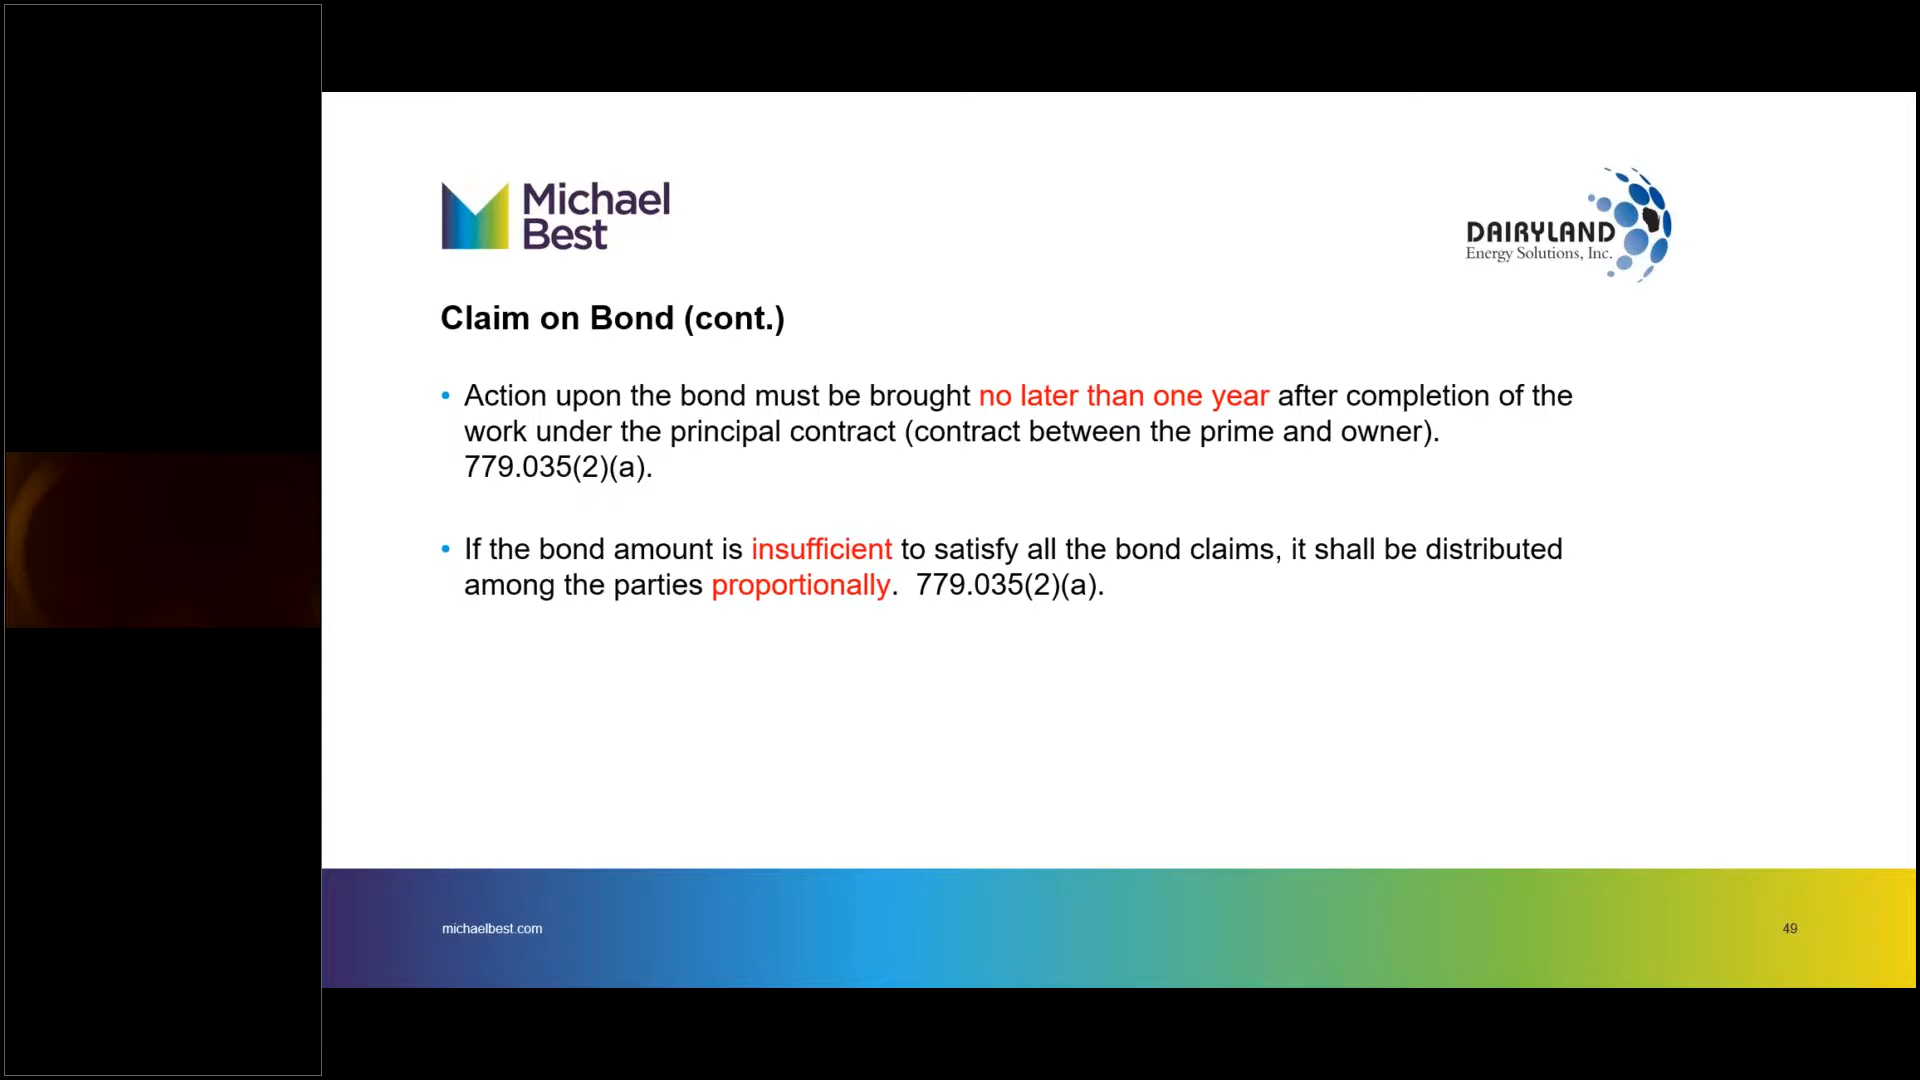 Michael
Best
DAIRYLAND
Energy Solutions, Inc.
Claim on Bond (cont.)
• Action upon the bond must be brought no later than one year after completion of the
work under the principal contract (contract between the prime and owner).
779.035(2)(a).
• If the bond amount is insufficient to satisfy all the bond claims, it shall be distributed
among the parties proportionally.  779.035(2)(a).
michaelbest.com
49